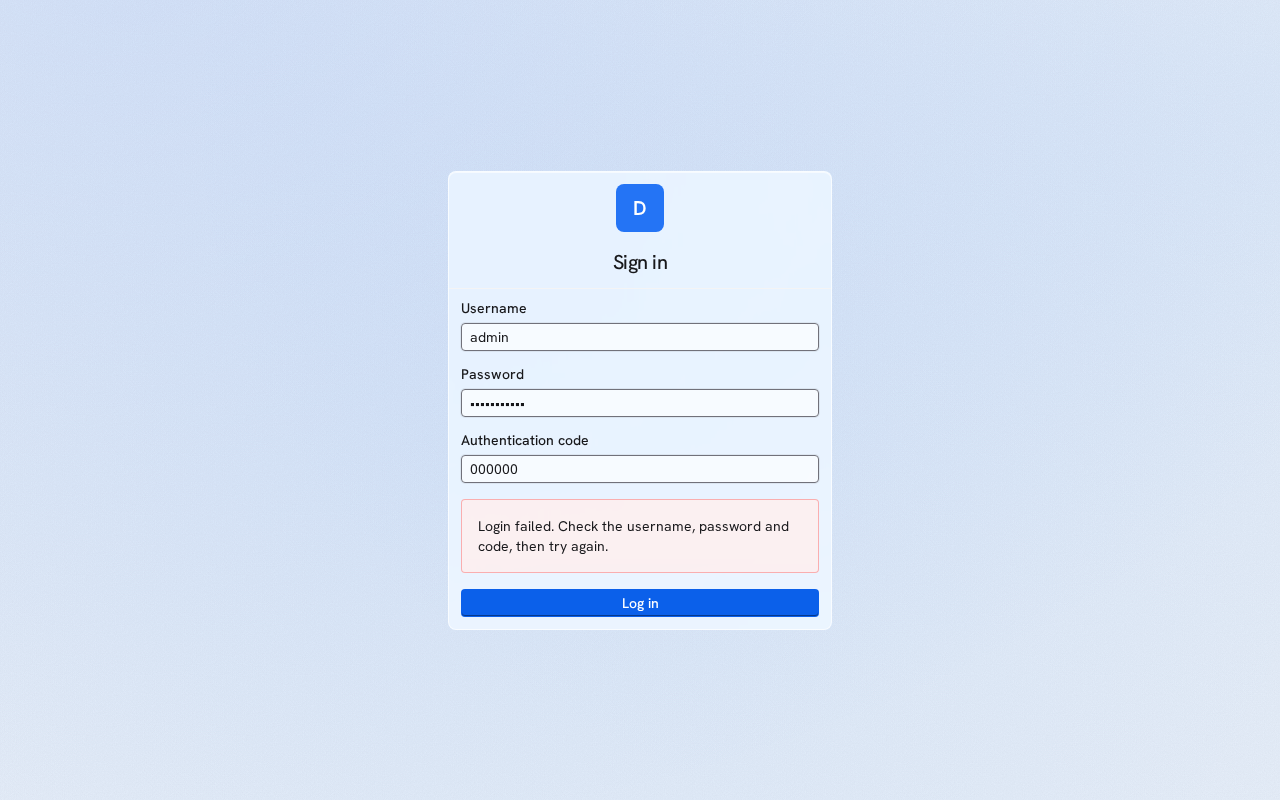 D
Sign in
Username
admin
Password
•••••••••••
Authentication code
000000
Login failed. Check the username, password and
code, then try again.
Log in